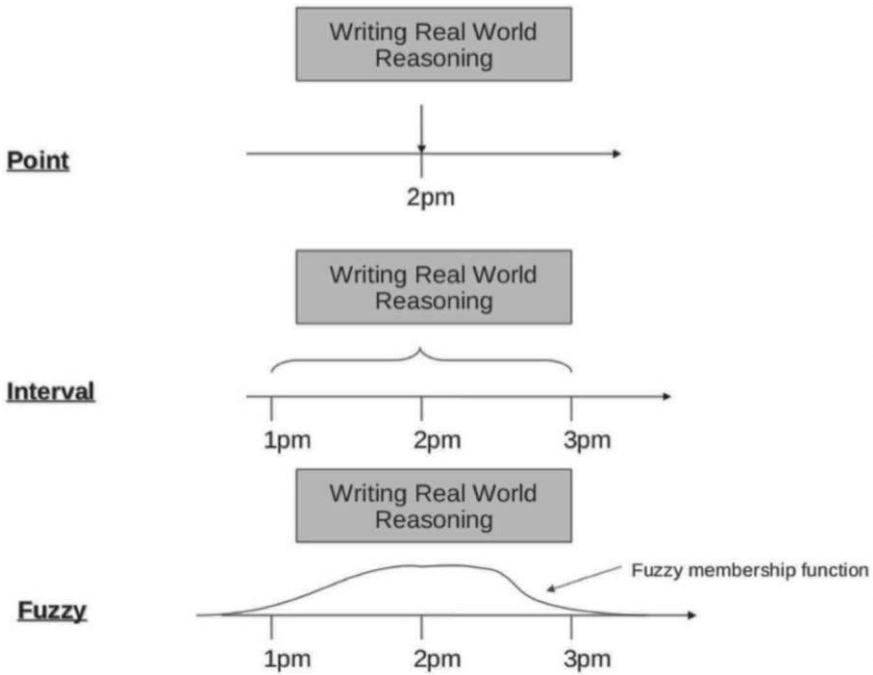 Writing Real World
Reasoning
Point
2pm
Writing Real World
Reasoning
Interval
1pm 2pm 3pm
Writing Real World
Reasoning
Fuzzy membership function
Fuzzy
1pm 2pm 3pm